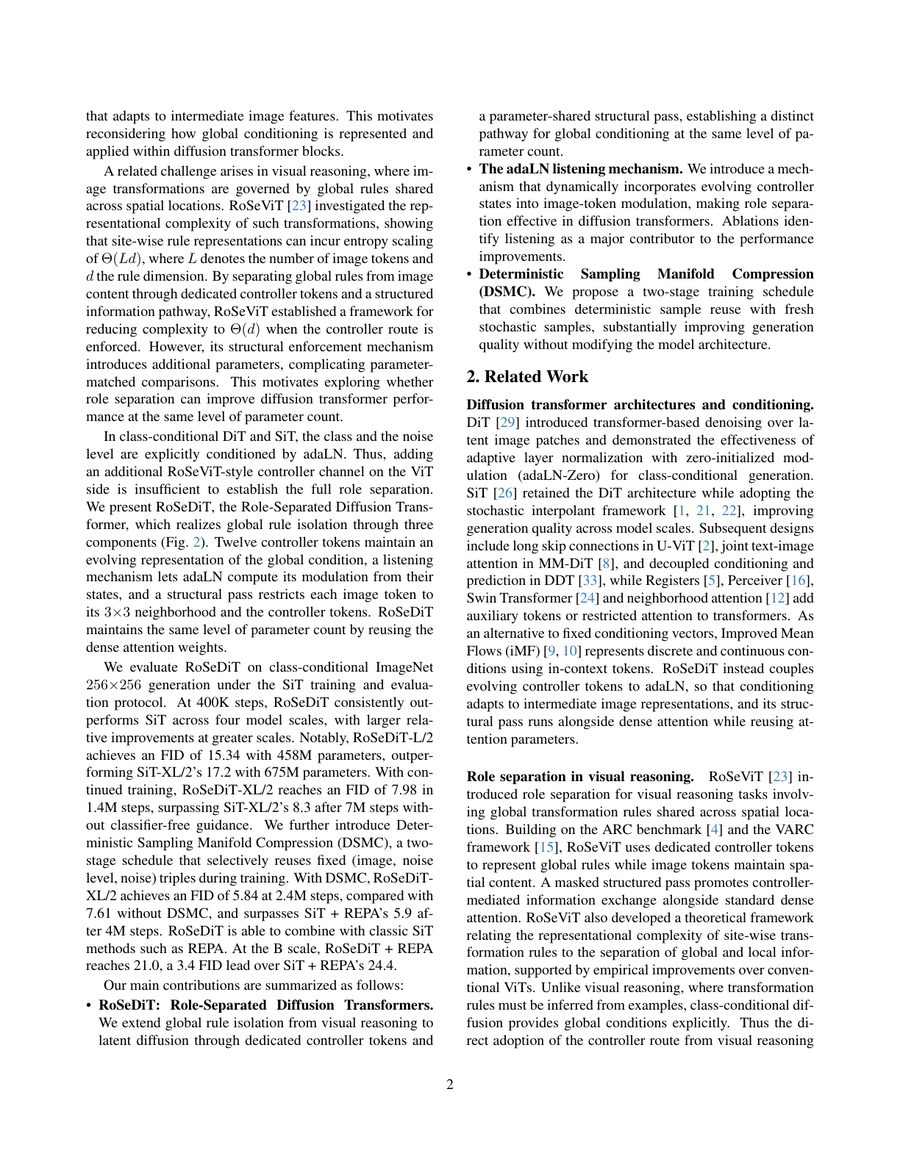 that adapts to intermediate image features. This motivates
reconsidering how global conditioning is represented and
applied within diffusion transformer blocks.
A related challenge arises in visual reasoning, where im-
age transformations are governed by global rules shared
across spatial locations. RoSeViT [23] investigated the rep-
resentational complexity of such transformations, showing
that site-wise rule representations can incur entropy scaling
of Θ(Ld), where L denotes the number of image tokens and
d the rule dimension. By separating global rules from image
content through dedicated controller tokens and a structured
information pathway, RoSeViT established a framework for
reducing complexity to Θ(d) when the controller route is
enforced. However, its structural enforcement mechanism
introduces additional parameters, complicating parameter-
matched comparisons. This motivates exploring whether
role separation can improve diffusion transformer perfor-
mance at the same level of parameter count.
In class-conditional DiT and SiT, the class and the noise
level are explicitly conditioned by adaLN. Thus, adding
an additional RoSeViT-style controller channel on the ViT
side is insufficient to establish the full role separation.
We present RoSeDiT, the Role-Separated Diffusion Trans-
former, which realizes global rule isolation through three
components (Fig. 2). Twelve controller tokens maintain an
evolving representation of the global condition, a listening
mechanism lets adaLN compute its modulation from their
states, and a structural pass restricts each image token to
its 3×3 neighborhood and the controller tokens. RoSeDiT
maintains the same level of parameter count by reusing the
dense attention weights.
We evaluate RoSeDiT on class-conditional ImageNet
256×256 generation under the SiT training and evalua-
tion protocol. At 400K steps, RoSeDiT consistently out-
performs SiT across four model scales, with larger rela-
tive improvements at greater scales. Notably, RoSeDiT-L/2
achieves an FID of 15.34 with 458M parameters, outper-
forming SiT-XL/2's 17.2 with 675M parameters. With con-
tinued training, RoSeDiT-XL/2 reaches an FID of 7.98 in
1.4M steps, surpassing SiT-XL/2's 8.3 after 7M steps with-
out classifier-free guidance. We further introduce Deter-
ministic Sampling Manifold Compression (DSMC), a two-
stage schedule that selectively reuses fixed (image, noise
level, noise) triples during training. With DSMC, RoSeDiT-
XL/2 achieves an FID of 5.84 at 2.4M steps, compared with
7.61 without DSMC, and surpasses SiT + REPA's 5.9 af-
ter 4M steps. RoSeDiT is able to combine with classic SiT
methods such as REPA. At the B scale, RoSeDiT + REPA
reaches 21.0, a 3.4 FID lead over SiT + REPA's 24.4.
Our main contributions are summarized as follows:
• RoSeDiT: Role-Separated Diffusion Transformers.
We extend global rule isolation from visual reasoning to
latent diffusion through dedicated controller tokens and
a parameter-shared structural pass, establishing a distinct
pathway for global conditioning at the same level of pa-
rameter count.
• The adaLN listening mechanism. We introduce a mech-
anism that dynamically incorporates evolving controller
states into image-token modulation, making role separa-
tion effective in diffusion transformers. Ablations iden-
tify listening as a major contributor to the performance
improvements.
• Deterministic Sampling Manifold Compression
(DSMC). We propose a two-stage training schedule
that combines deterministic sample reuse with fresh
stochastic samples, substantially improving generation
quality without modifying the model architecture.
2. Related Work
Diffusion transformer architectures and conditioning.
DiT [29] introduced transformer-based denoising over la-
tent image patches and demonstrated the effectiveness of
adaptive layer normalization with zero-initialized mod-
ulation (adaLN-Zero) for class-conditional generation.
SiT [26] retained the DiT architecture while adopting the
stochastic interpolant framework [1, 21, 22], improving
generation quality across model scales. Subsequent designs
include long skip connections in U-ViT [2], joint text-image
attention in MM-DiT [8], and decoupled conditioning and
prediction in DDT [33], while Registers [5], Perceiver [16],
Swin Transformer [24] and neighborhood attention [12] add
auxiliary tokens or restricted attention to transformers. As
an alternative to fixed conditioning vectors, Improved Mean
Flows (iMF) [9, 10] represents discrete and continuous con-
ditions using in-context tokens. RoSeDiT instead couples
evolving controller tokens to adaLN, so that conditioning
adapts to intermediate image representations, and its struc-
tural pass runs alongside dense attention while reusing at-
tention parameters.
Role separation in visual reasoning. RoSeViT [23] in-
troduced role separation for visual reasoning tasks involv-
ing global transformation rules shared across spatial loca-
tions. Building on the ARC benchmark [4] and the VARC
framework [15], RoSeViT uses dedicated controller tokens
to represent global rules while image tokens maintain spa-
tial content. A masked structured pass promotes controller-
mediated information exchange alongside standard dense
attention. RoSeViT also developed a theoretical framework
relating the representational complexity of site-wise trans-
formation rules to the separation of global and local infor-
mation, supported by empirical improvements over conven-
tional ViTs. Unlike visual reasoning, where transformation
rules must be inferred from examples, class-conditional dif-
fusion provides global conditions explicitly. Thus the di-
rect adoption of the controller route from visual reasoning
2